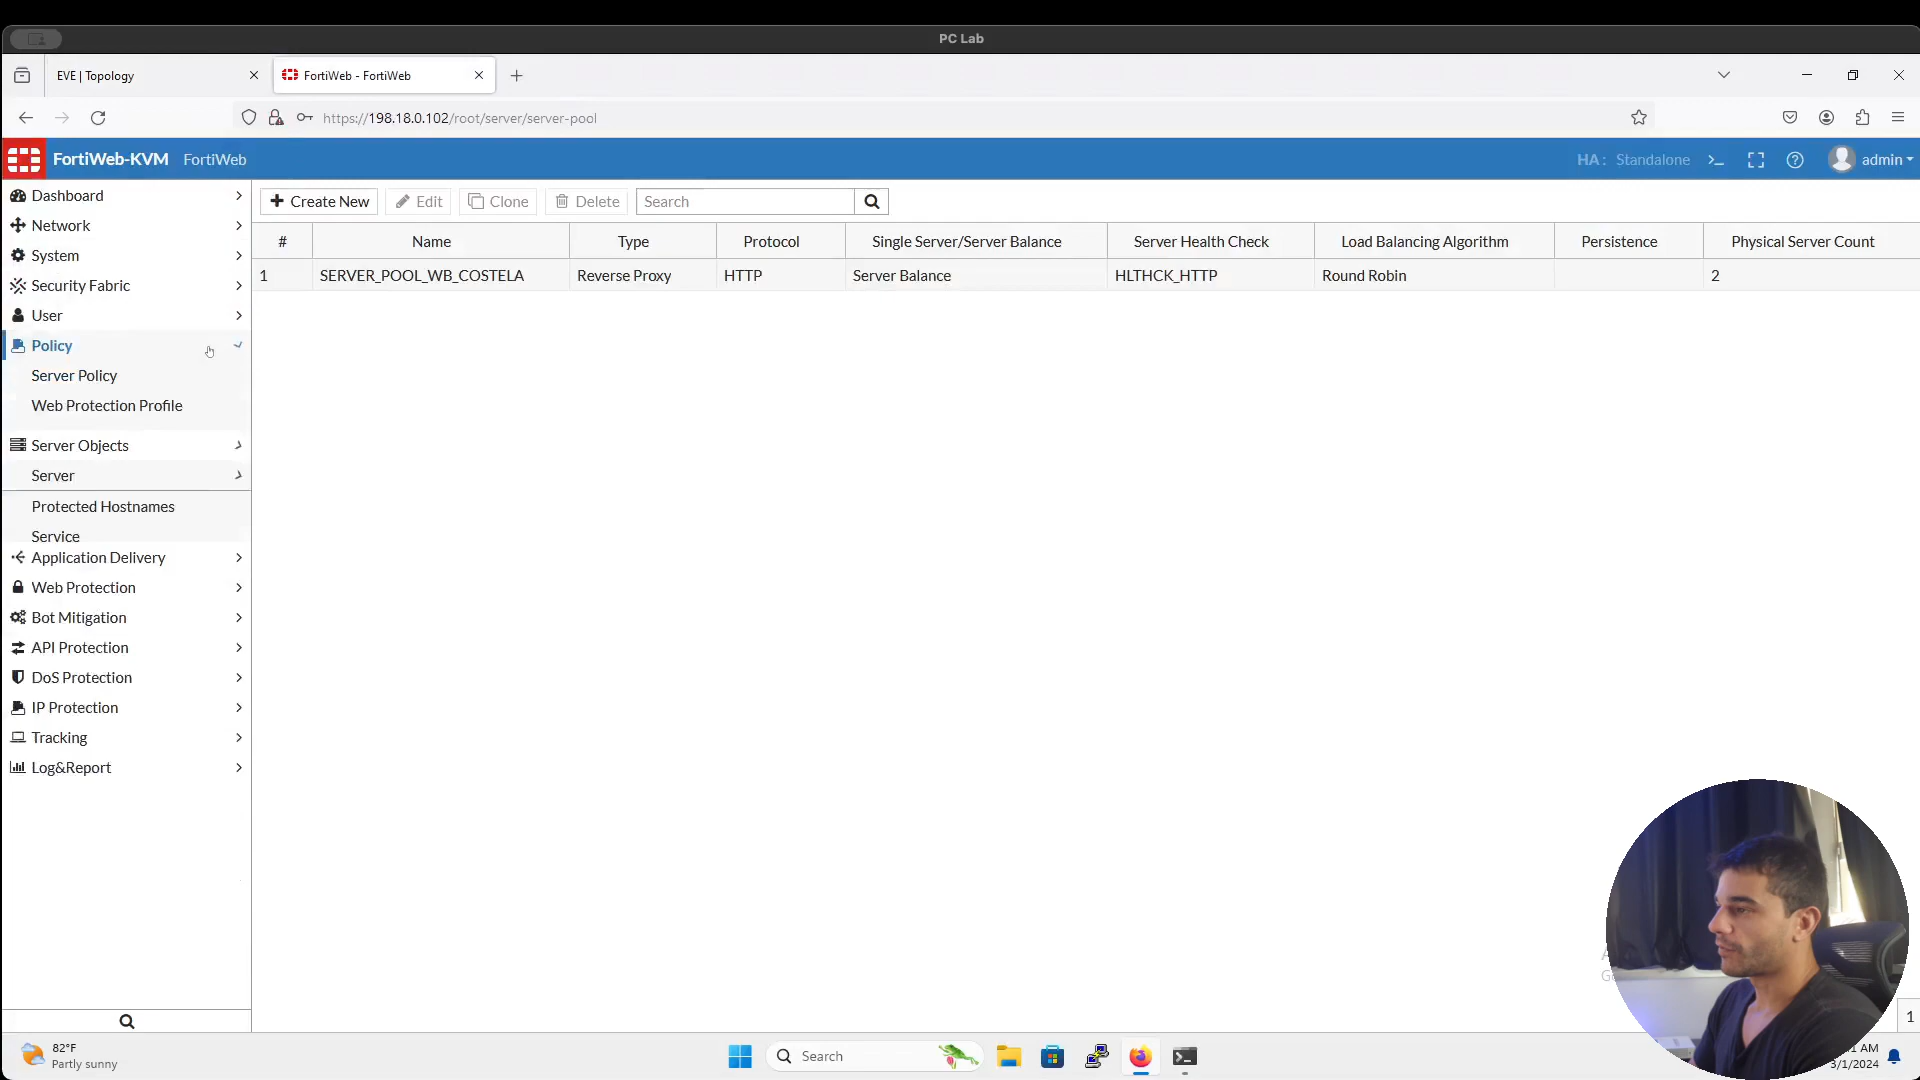 PC Lab
EVE | Topology
FortiWeb - FortiWeb
https://198.18.0.102/root/server/server-pool
FortiWeb-KVM FortiWeb
HA: Standalone
admin
Dashboard
Network
System
Security Fabric
User
Policy
Server Policy
Web Protection Profile
Server Objects
Server
Protected Hostnames
Service
Application Delivery
Web Protection
Bot Mitigation
API Protection
DoS Protection
IP Protection
Tracking
Log&Report
Create New Edit Clone Delete Search
# Name Type Protocol Single Server/Server Balance Server Health Check Load Balancing Algorithm Persistence Physical Server Count
1 SERVER_POOL_WB_COSTELA Reverse Proxy HTTP Server Balance HLTHCK_HTTP Round Robin 2
1
82°F
Partly sunny
Search
AM
3/1/2024